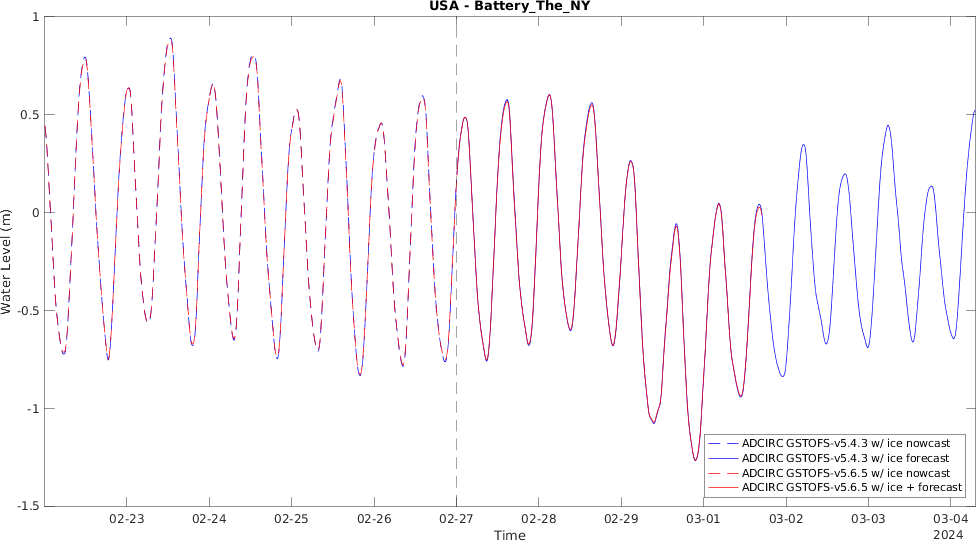 USA - Battery_The_NY
1
0.5
0
-0.5
-1
-1.5
Water Level (m)
ADCIRC GSTOFS-v5.4.3 w/ ice nowcast
ADCIRC GSTOFS-v5.4.3 w/ ice forecast
ADCIRC GSTOFS-v5.6.5 w/ ice nowcast
ADCIRC GSTOFS-v5.6.5 w/ ice + forecast
02-23 02-24 02-25 02-26 02-27 02-28 02-29 03-01 03-02 03-03 03-04
Time 2024